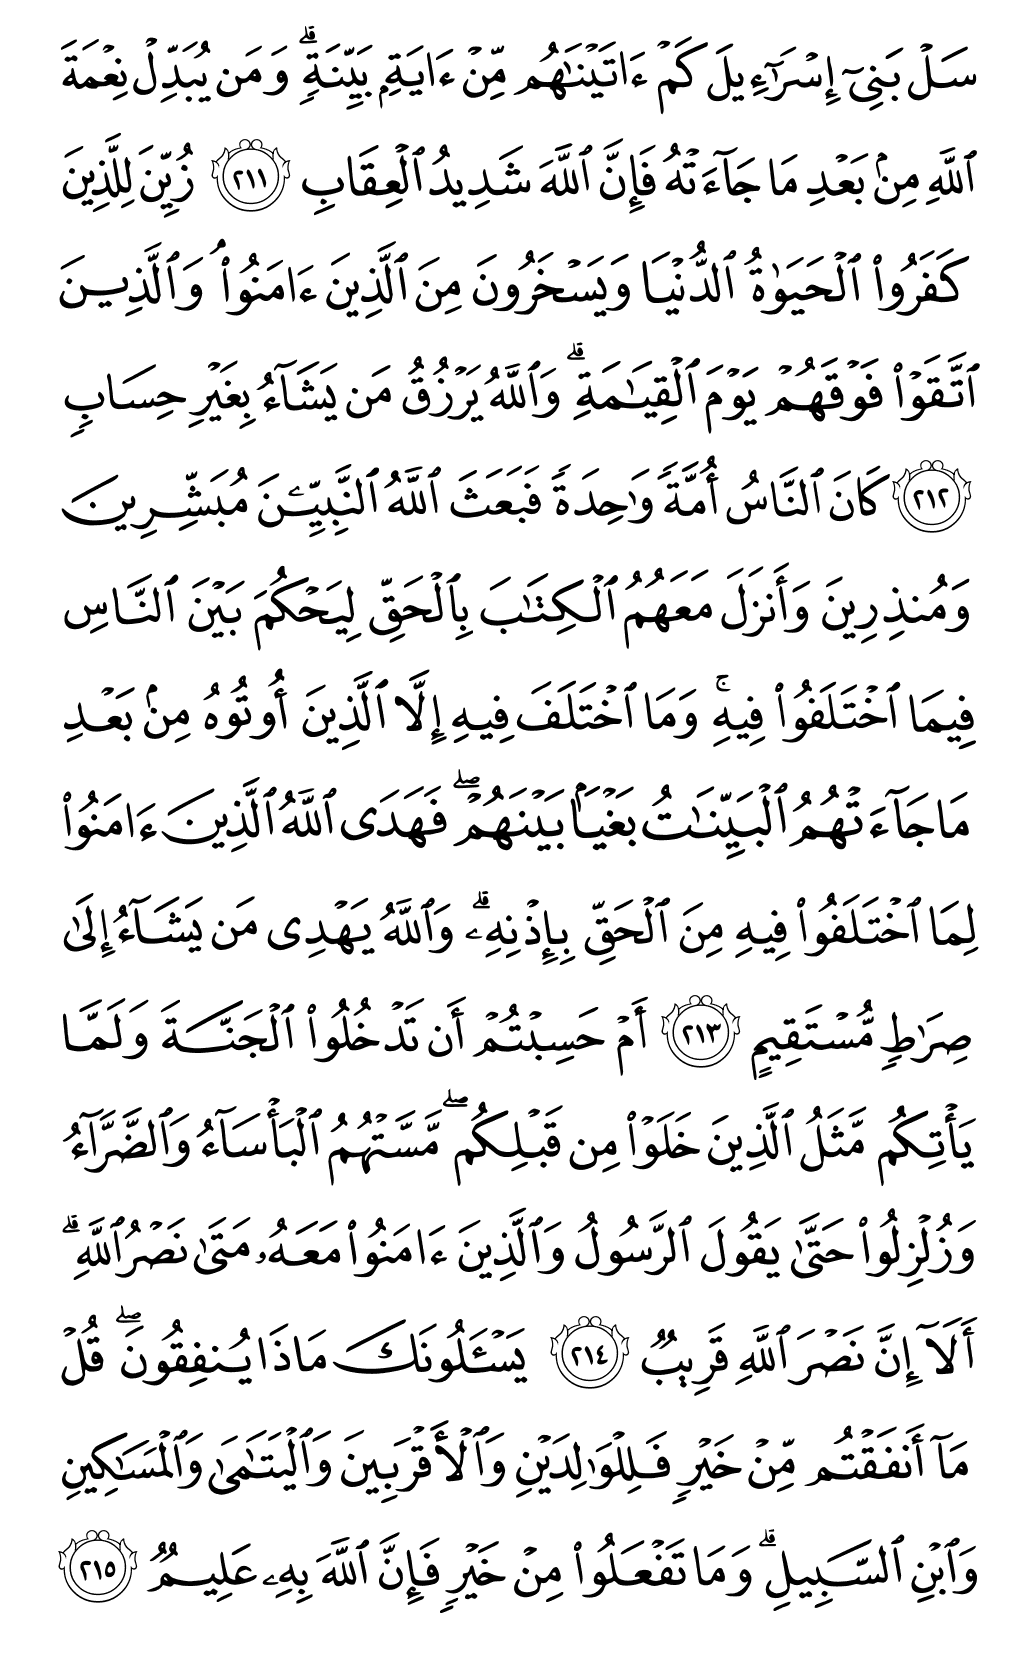 سَلْ بَنِىٓ إِسْرَٰٓءِيلَ كَمْ ءَاتَيْنَٰهُم مِّنْ ءَايَةٍۭ بَيِّنَةٍ ۗ وَمَن يُبَدِّلْ نِعْمَةَ
ٱللَّهِ مِنۢ بَعْدِ مَا جَآءَتْهُ فَإِنَّ ٱللَّهَ شَدِيدُ ٱلْعِقَابِ ٢١١ زُيِّنَ لِلَّذِينَ
كَفَرُوا۟ ٱلْحَيَوٰةُ ٱلدُّنْيَا وَيَسْخَرُونَ مِنَ ٱلَّذِينَ ءَامَنُوا۟ ۘ وَٱلَّذِينَ
ٱتَّقَوْا۟ فَوْقَهُمْ يَوْمَ ٱلْقِيَٰمَةِ ۗ وَٱللَّهُ يَرْزُقُ مَن يَشَآءُ بِغَيْرِ حِسَابٍ
٢١٢ كَانَ ٱلنَّاسُ أُمَّةً وَٰحِدَةً فَبَعَثَ ٱللَّهُ ٱلنَّبِيِّۦنَ مُبَشِّرِينَ
وَمُنذِرِينَ وَأَنزَلَ مَعَهُمُ ٱلْكِتَٰبَ بِٱلْحَقِّ لِيَحْكُمَ بَيْنَ ٱلنَّاسِ
فِيمَا ٱخْتَلَفُوا۟ فِيهِ ۚ وَمَا ٱخْتَلَفَ فِيهِ إِلَّا ٱلَّذِينَ أُوتُوهُ مِنۢ بَعْدِ
مَا جَآءَتْهُمُ ٱلْبَيِّنَٰتُ بَغْيًۢا بَيْنَهُمْ ۖ فَهَدَى ٱللَّهُ ٱلَّذِينَ ءَامَنُوا۟
لِمَا ٱخْتَلَفُوا۟ فِيهِ مِنَ ٱلْحَقِّ بِإِذْنِهِۦ ۗ وَٱللَّهُ يَهْدِى مَن يَشَآءُ إِلَىٰ
صِرَٰطٍ مُّسْتَقِيمٍ ٢١٣ أَمْ حَسِبْتُمْ أَن تَدْخُلُوا۟ ٱلْجَنَّةَ وَلَمَّا
يَأْتِكُم مَّثَلُ ٱلَّذِينَ خَلَوْا۟ مِن قَبْلِكُم ۖ مَّسَّتْهُمُ ٱلْبَأْسَآءُ وَٱلضَّرَّآءُ
وَزُلْزِلُوا۟ حَتَّىٰ يَقُولَ ٱلرَّسُولُ وَٱلَّذِينَ ءَامَنُوا۟ مَعَهُۥ مَتَىٰ نَصْرُ ٱللَّهِ ۗ
أَلَآ إِنَّ نَصْرَ ٱللَّهِ قَرِيبٌ ٢١٤ يَسْـَٔلُونَكَ مَاذَا يُنفِقُونَ ۖ قُلْ
مَآ أَنفَقْتُم مِّنْ خَيْرٍ فَلِلْوَٰلِدَيْنِ وَٱلْأَقْرَبِينَ وَٱلْيَتَٰمَىٰ وَٱلْمَسَٰكِينِ
وَٱبْنِ ٱلسَّبِيلِ ۗ وَمَا تَفْعَلُوا۟ مِنْ خَيْرٍ فَإِنَّ ٱللَّهَ بِهِۦ عَلِيمٌ ٢١٥